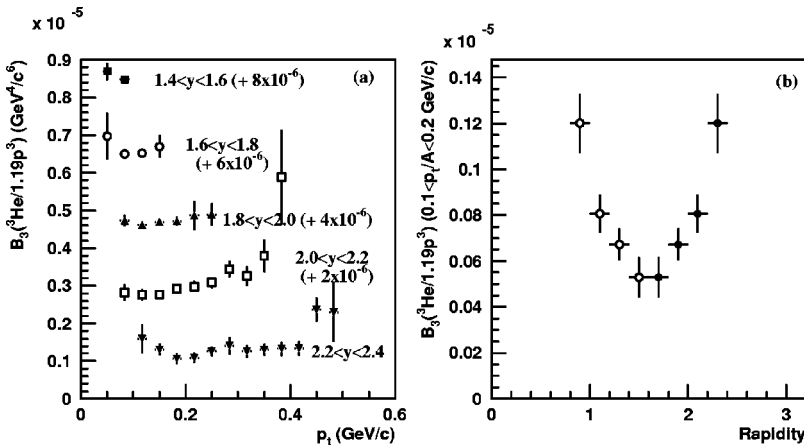 x 10⁻⁵
B₃(³He/1.19p³) (GeV⁴/c⁶)
0.9
0.8
0.7
0.6
0.5
0.4
0.3
0.2
0.1
0
0
0.2
0.4
0.6
pₜ (GeV/c)
(a)
1.4<y<1.6 (+ 8x10⁻⁶)
1.6<y<1.8
(+ 6x10⁻⁶)
1.8<y<2.0 (+ 4x10⁻⁶)
2.0<y<2.2
(+ 2x10⁻⁶)
2.2<y<2.4
x 10⁻⁵
B₃(³He/1.19p³) (0.1<pₜ/A<0.2 GeV/c)
0.14
0.12
0.1
0.08
0.06
0.04
0.02
0
0
1
2
3
Rapidity
(b)